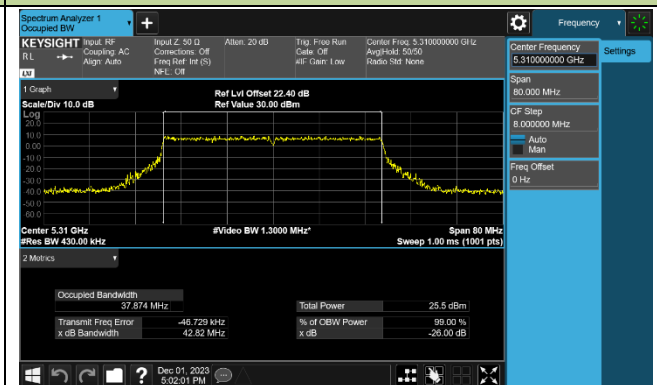 Spectrum Analyzer 1
Occupied BW
Frequency
KEYSIGHT
RL
LXI
Input: RF
Coupling: AC
Align: Auto
Input Z: 50 Ω
Corrections: Off
Freq Ref: Int (S)
NFE: Off
Atten: 20 dB
Trig: Free Run
Gate: Off
#IF Gain: Low
Center Freq: 5.310000000 GHz
Avg|Hold: 50/50
Radio Std: None
Center Frequency
5.310000000 GHz
Settings
Span
80.000 MHz
CF Step
8.000000 MHz
Auto
Man
Freq Offset
0 Hz
1 Graph
Scale/Div 10.0 dB
Ref Lvl Offset 22.40 dB
Ref Value 30.00 dBm
Log
20.0
10.0
0.00
-10.0
-20.0
-30.0
-40.0
-50.0
-60.0
Center 5.31 GHz
#Video BW 1.3000 MHz*
Span 80 MHz
#Res BW 430.00 kHz
Sweep 1.00 ms (1001 pts)
2 Metrics
Occupied Bandwidth
37.874 MHz
Total Power 25.5 dBm
Transmit Freq Error -46.729 kHz
% of OBW Power 99.00 %
x dB Bandwidth 42.82 MHz
x dB -26.00 dB
Dec 01, 2023
5:02:01 PM